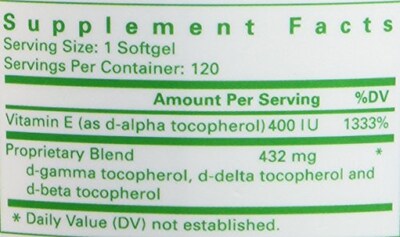 Supplement Facts
Serving Size: 1 Softgel
Servings Per Container: 120
Amount Per Serving %DV
Vitamin E (as d-alpha tocopherol) 400 IU 1333%
Proprietary Blend 432 mg *
d-gamma tocopherol, d-delta tocopherol and
d-beta tocopherol
* Daily Value (DV) not established.